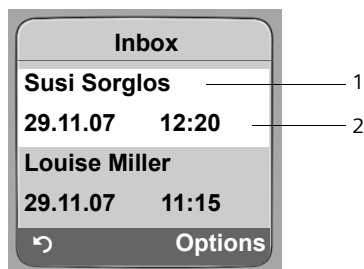 Inbox
Susi Sorglos 1
29.11.07 12:20 2
Louise Miller
29.11.07 11:15
Options